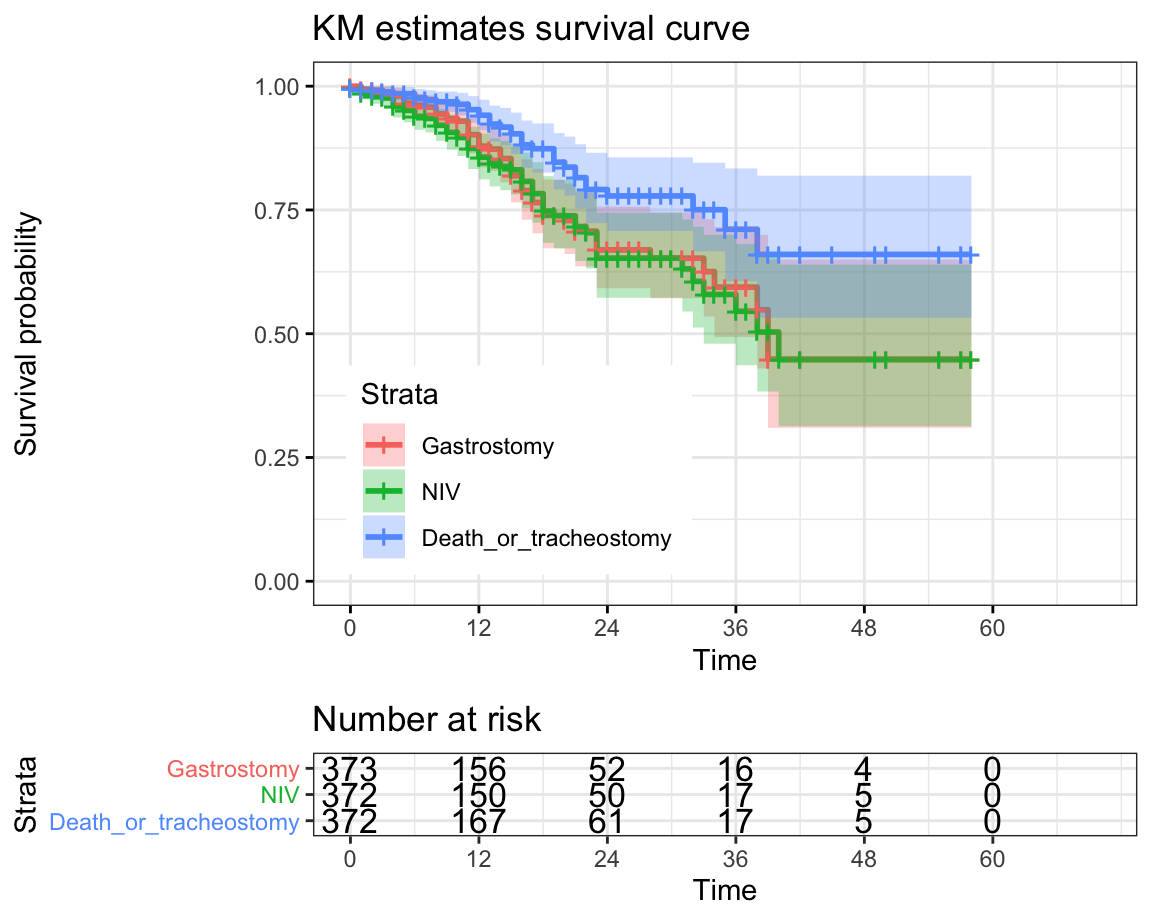 KM estimates survival curve
Survival probability
1.00
0.75
0.50
0.25
0.00
Strata
Gastrostomy
NIV
Death_or_tracheostomy
0 12 24 36 48 60
Time
Number at risk
Strata
Gastrostomy 373 156 52 16 4 0
NIV 372 150 50 17 5 0
Death_or_tracheostomy 372 167 61 17 5 0
0 12 24 36 48 60
Time